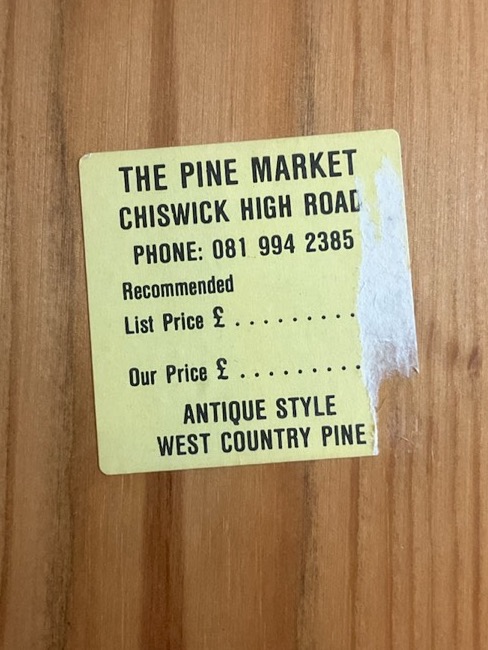 THE PINE MARKET
CHISWICK HIGH ROAD
PHONE: 081 994 2385
Recommended
List Price £ . . . . . . . . .
Our Price £ . . . . . . . . .
ANTIQUE STYLE
WEST COUNTRY PINE